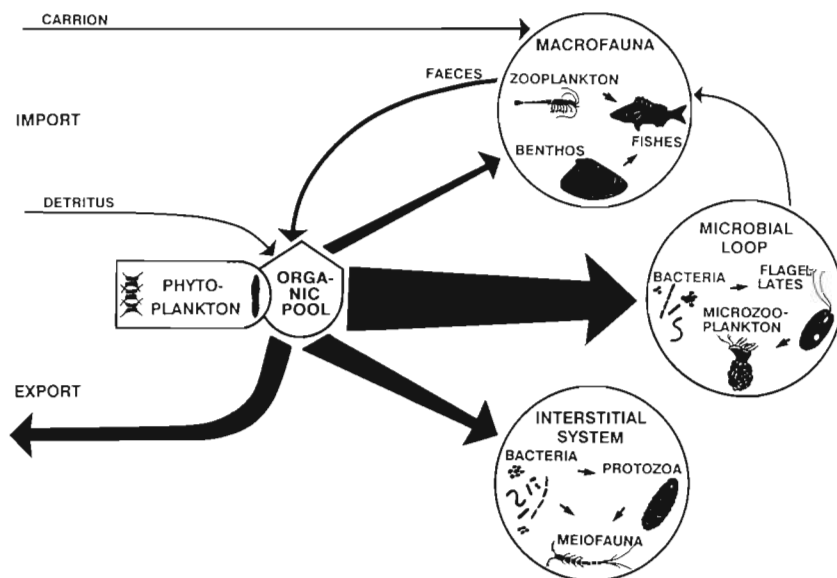 CARRION
MACROFAUNA
FAECES
ZOOPLANKTON
IMPORT
FISHES
BENTHOS
DETRITUS
MICROBIAL
LOOP
BACTERIA
FLAGEL
LATES
PHYTO-
PLANKTON
ORGA-
NIC
POOL
MICROZOO-
PLANKTON
EXPORT
INTERSTITIAL
SYSTEM
BACTERIA
PROTOZOA
MEIOFAUNA